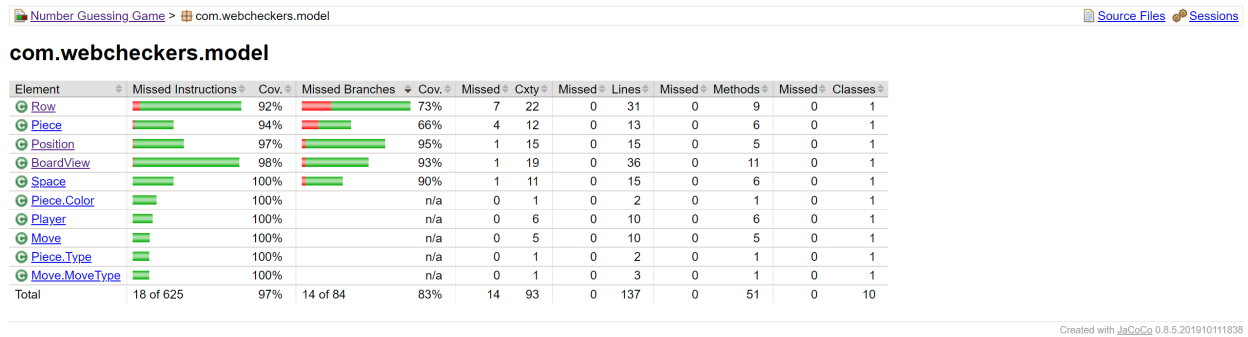 Number Guessing Game > com.webcheckers.model Source Files Sessions
com.webcheckers.model
Element Missed Instructions Cov. Missed Branches Cov. Missed Cxty Missed Lines Missed Methods Missed Classes
Row 92% 73% 7 22 0 31 0 9 0 1
Piece 94% 66% 4 12 0 13 0 6 0 1
Position 97% 95% 1 15 0 15 0 5 0 1
BoardView 98% 93% 1 19 0 36 0 11 0 1
Space 100% 90% 1 11 0 15 0 6 0 1
Piece.Color 100% n/a 0 1 0 2 0 1 0 1
Player 100% n/a 0 6 0 10 0 6 0 1
Move 100% n/a 0 5 0 10 0 5 0 1
Piece.Type 100% n/a 0 1 0 2 0 1 0 1
Move.MoveType 100% n/a 0 1 0 3 0 1 0 1
Total 18 of 625 97% 14 of 84 83% 14 93 0 137 0 51 0 10
Created with JaCoCo 0.8.5.201910111838